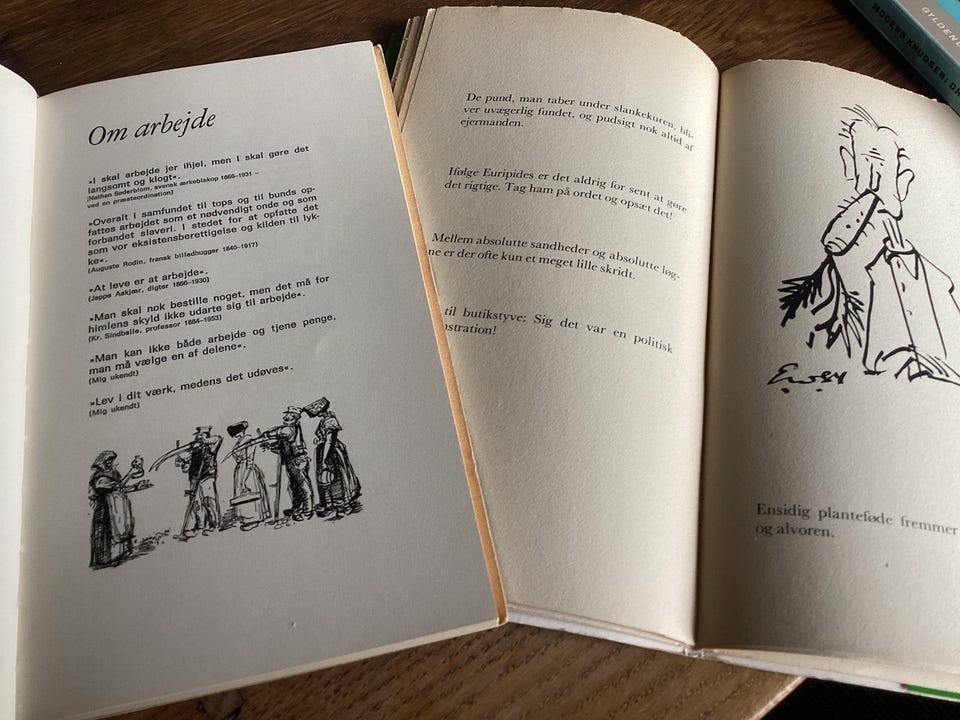 Om arbejde
»I skal arbejde jer ihjel, men I skal gøre det
langsomt og klogt«.
(Nathan Søderblom, svensk ærkebiskop 1866-1931 –
ved en præsteordination)
»Overalt i samfundet til tops og til bunds op-
fattes arbejdet som et nødvendigt onde og som
forbandet slaveri. I stedet for at opfatte det
som vor eksistensberettigelse og kilden til lyk-
ke«.
(Auguste Rodin, fransk billedhugger 1840-1917)
»At leve er at arbejde«.
(Jeppe Aakjær, digter 1866-1930)
»Man skal nok bestille noget, men det må for
himlens skyld ikke udarte sig til arbejde«.
(Kr. Sindballe, professor 1884-1953)
»Man kan ikke både arbejde og tjene penge,
man må vælge en af delene«.
(Mig ukendt)
»Lev i dit værk, medens det udøves«.
(Mig ukendt)
De pund, man taber under slankekuren, bli-
ver uvægerlig fundet, og pudsigt nok altid af
ejermanden.
Ifølge Euripides er det aldrig for sent at gøre
det rigtige. Tag ham på ordet og opsæt det!
Mellem absolutte sandheder og absolutte løg-
ne er der ofte kun et meget lille skridt.
til butikstyve: Sig det var en politisk
nstration!
Ensidig planteføde fremmer
og alvoren.
GYLDEND
MOGENS KNUDSEN: DR